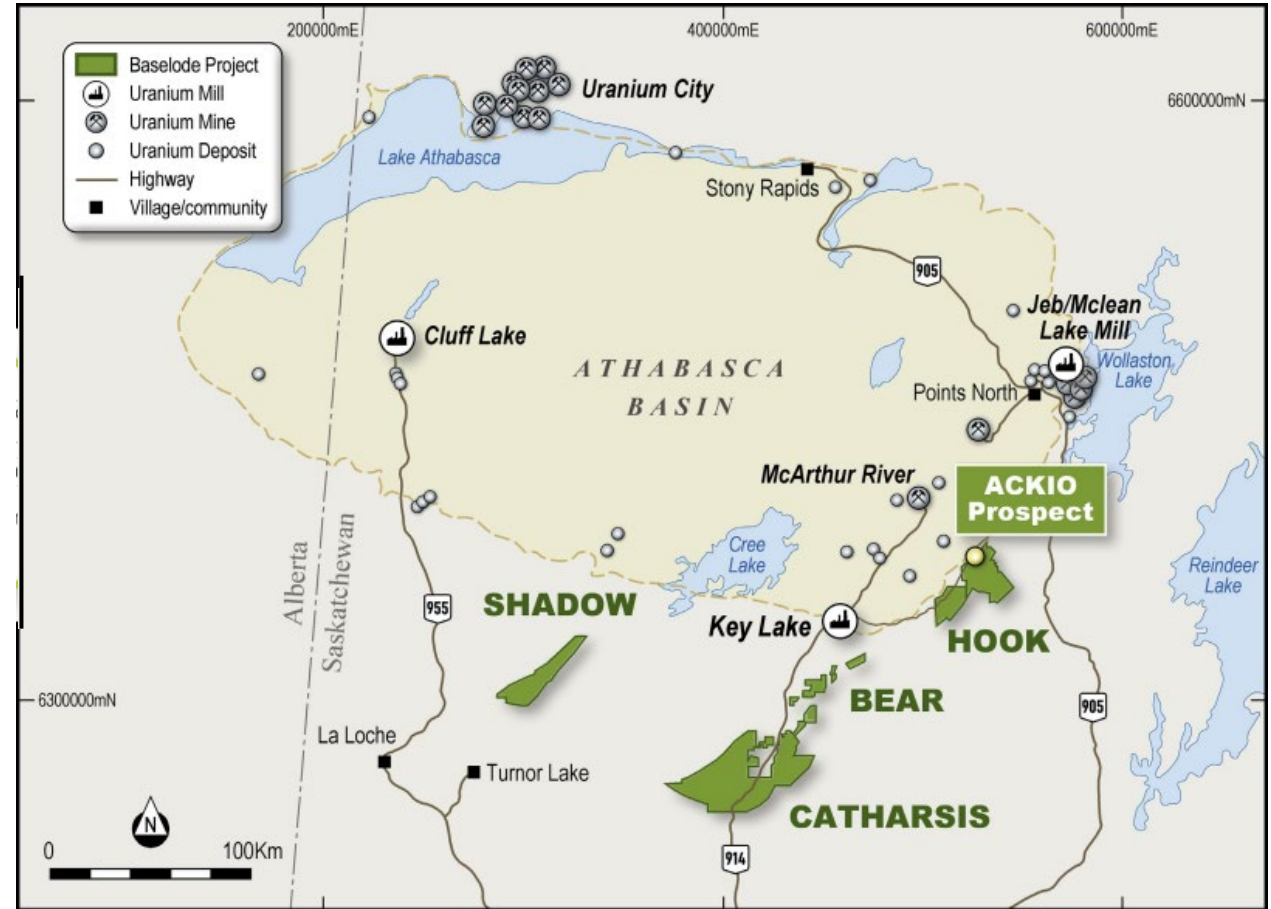 200000mE
400000mE
600000mE
Baselode Project
Uranium Mill
Uranium Mine
Uranium Deposit
Highway
Village/community
Uranium City
6600000mN
Lake Athabasca
Stony Rapids
905
Jeb/Mclean
Lake Mill
Cluff Lake
Wollaston
Lake
ATHABASCA
BASIN
Points North
McArthur River
ACKIO
Prospect
Cree
Lake
Reindeer
Lake
Alberta
Saskatchewan
955
SHADOW
Key Lake
HOOK
BEAR
6300000mN
905
La Loche
Turnor Lake
CATHARSIS
N
0
100Km
914